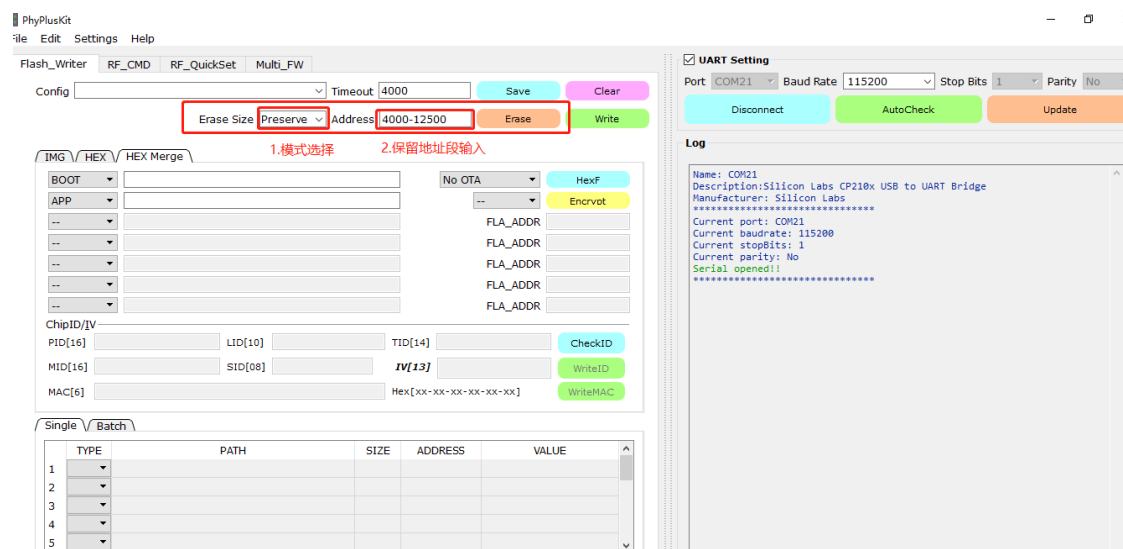 PhyPlusKit
File Edit Settings Help
Flash_Writer RF_CMD RF_QuickSet Multi_FW
Config Timeout 4000 Save Clear
Erase Size Preserve Address 4000-12500 Erase Write
1.模式选择 2.保留地址段输入
IMG HEX HEX Merge
BOOT No OTA HexF
APP -- Encrvot
-- FLA_ADDR
-- FLA_ADDR
-- FLA_ADDR
-- FLA_ADDR
-- FLA_ADDR
ChipID/IV
PID[16] LID[10] TID[14] CheckID
MID[16] SID[08] IV[13] WriteID
MAC[6] Hex[xx-xx-xx-xx-xx-xx] WriteMAC
Single Batch
TYPE PATH SIZE ADDRESS VALUE
1
2
3
4
5
UART Setting
Port COM21 Baud Rate 115200 Stop Bits 1 Parity No
Disconnect AutoCheck Update
Log
Name: COM21
Description:Silicon Labs CP210x USB to UART Bridge
Manufacturer: Silicon Labs
*******************************
Current port: COM21
Current baudrate: 115200
Current stopBits: 1
Current parity: No
Serial opened!!
*******************************